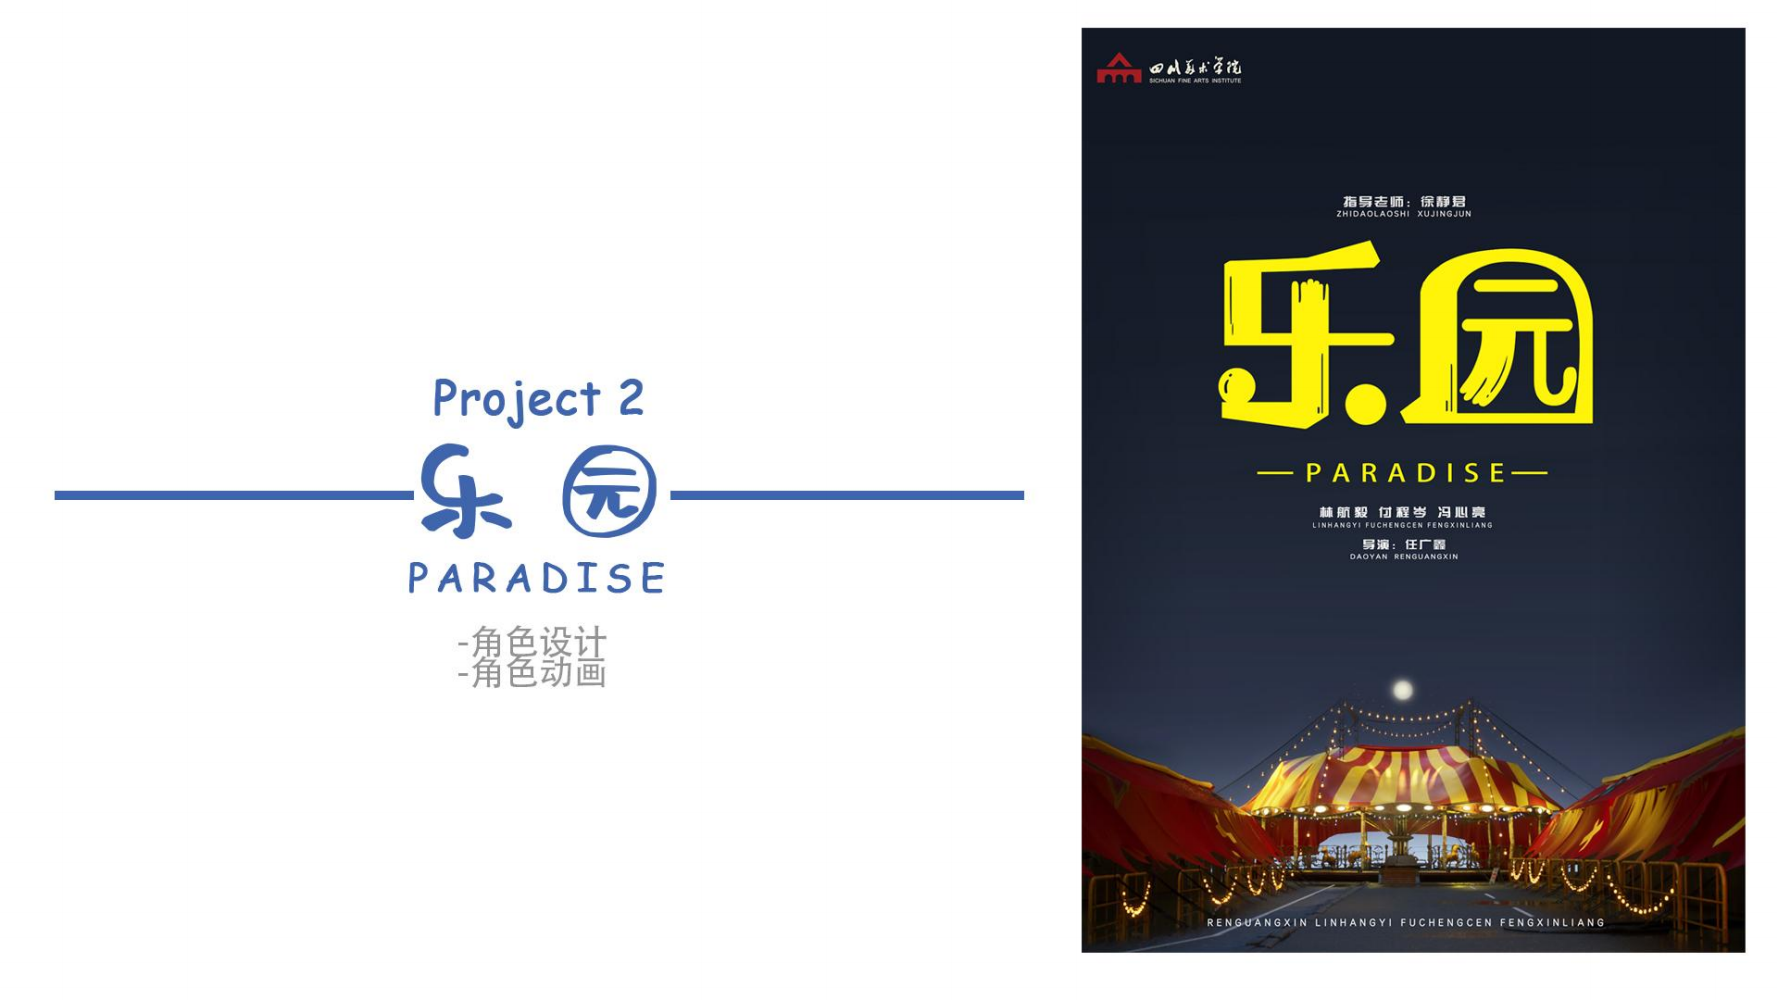 Project 2
乐 园
PARADISE
-角色设计
-角色动画
四川美术学院
SICHUAN FINE ARTS INSTITUTE
指导老师：徐静君
ZHIDAOLAOSHI XUJINGJUN
乐园
—PARADISE—
林航毅 付程岑 冯心亮
LINHANGYI FUCHENGCEN FENGXINLIANG
导演：任广鑫
DAOYAN RENGUANGXIN
RENGUANGXIN LINHANGYI FUCHENGCEN FENGXINLIANG